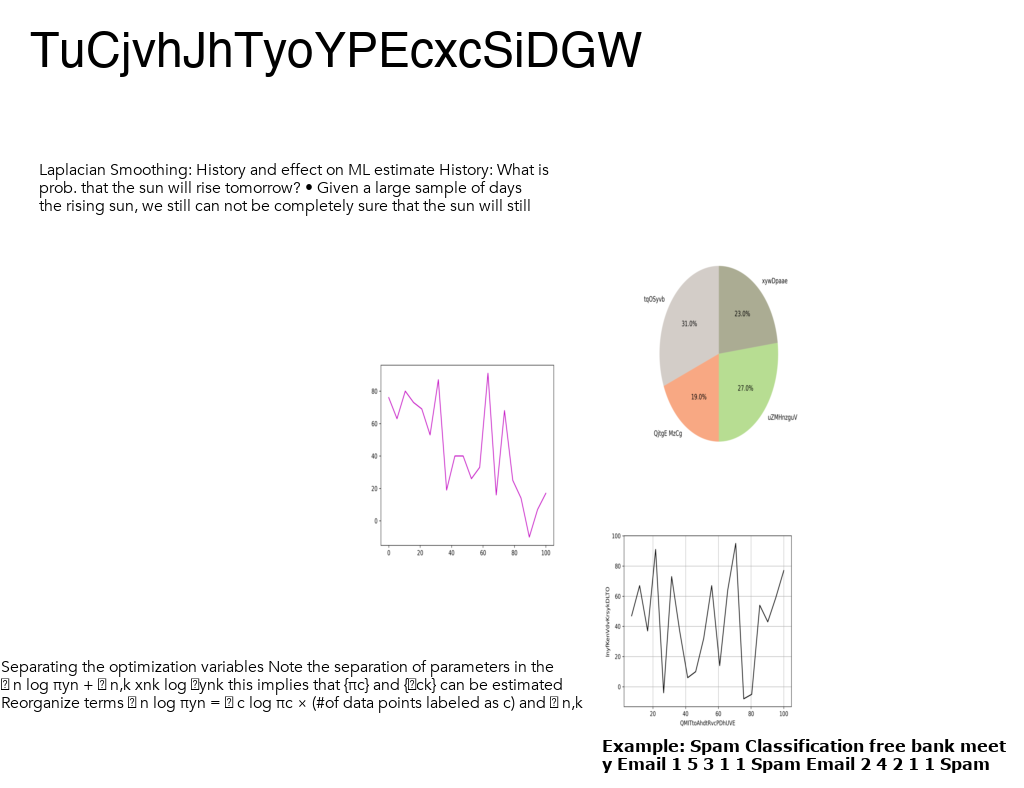 TuCjvhJhTyoYPEcxcSiDGW
Laplacian Smoothing: History and effect on ML estimate History: What is
prob. that the sun will rise tomorrow? • Given a large sample of days
the rising sun, we still can not be completely sure that the sun will still
xywDpaae
tqOSyvb
23.0%
31.0%
27.0%
19.0%
uZMHnzguV
QjtgE MzCg
80
60
40
20
0
0 20 40 60 80 100
100
80
60
40
20
0
20 40 60 80 100
Separating the optimization variables Note the separation of parameters in the
n log πyn + n,k xnk log ynk this implies that {πc} and { ck} can be estimated
Reorganize terms n log πyn = c log πc × (#of data points labeled as c) and n,k
Example: Spam Classification free bank meet
y Email 1 5 3 1 1 Spam Email 2 4 2 1 1 Spam